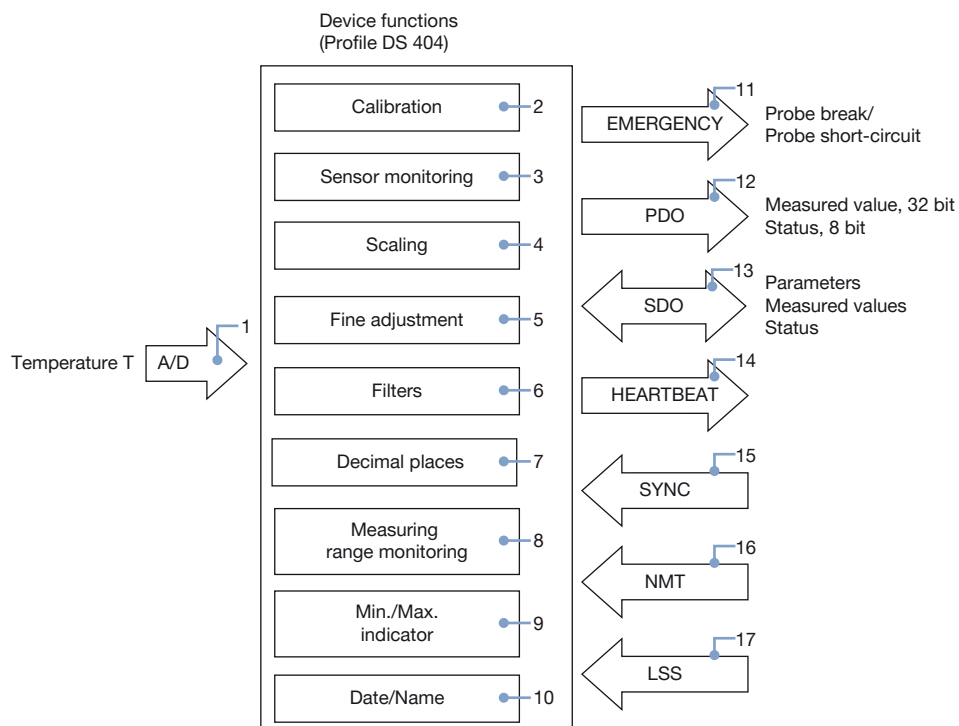 Device functions
(Profile DS 404)
Temperature T
A/D
1
Calibration
2
Sensor monitoring
3
Scaling
4
Fine adjustment
5
Filters
6
Decimal places
7
Measuring
range monitoring
8
Min./Max.
indicator
9
Date/Name
10
EMERGENCY
11
Probe break/
Probe short-circuit
PDO
12
Measured value, 32 bit
Status, 8 bit
SDO
13
Parameters
Measured values
Status
HEARTBEAT
14
SYNC
15
NMT
16
LSS
17